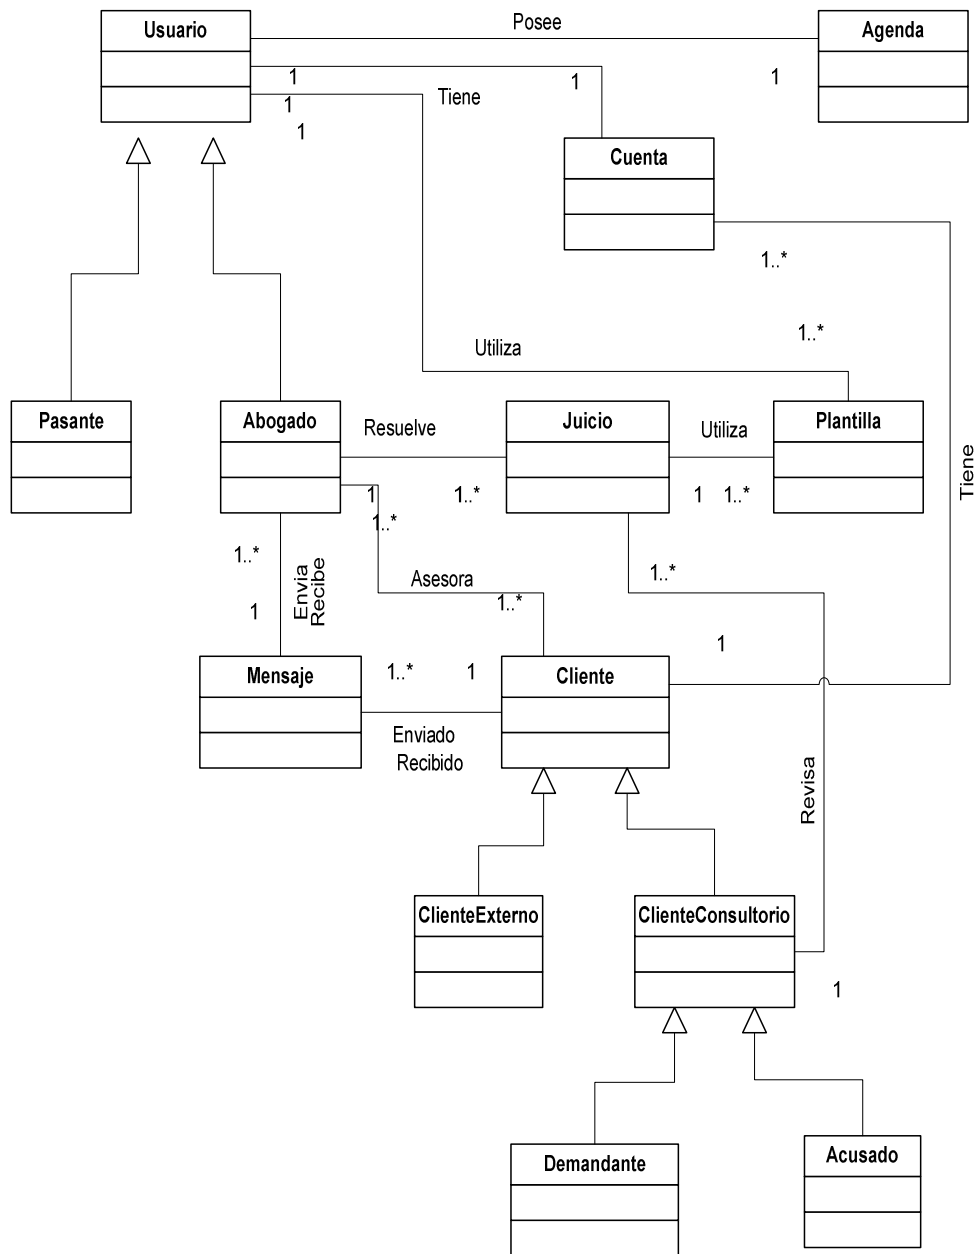 Usuario
Posee
Agenda
1
1
1
Tiene
1
1
Cuenta
1..*
1..*
Utiliza
Pasante
Abogado
Resuelve
Juicio
Utiliza
Plantilla
Tiene
1
1..*
1
1..*
1..*
1..*
Envia
Recibe
1..*
Asesora
1..*
1
1
Mensaje
1..*
1
Cliente
Enviado
Recibido
Revisa
ClienteExterno
ClienteConsultorio
1
Demandante
Acusado